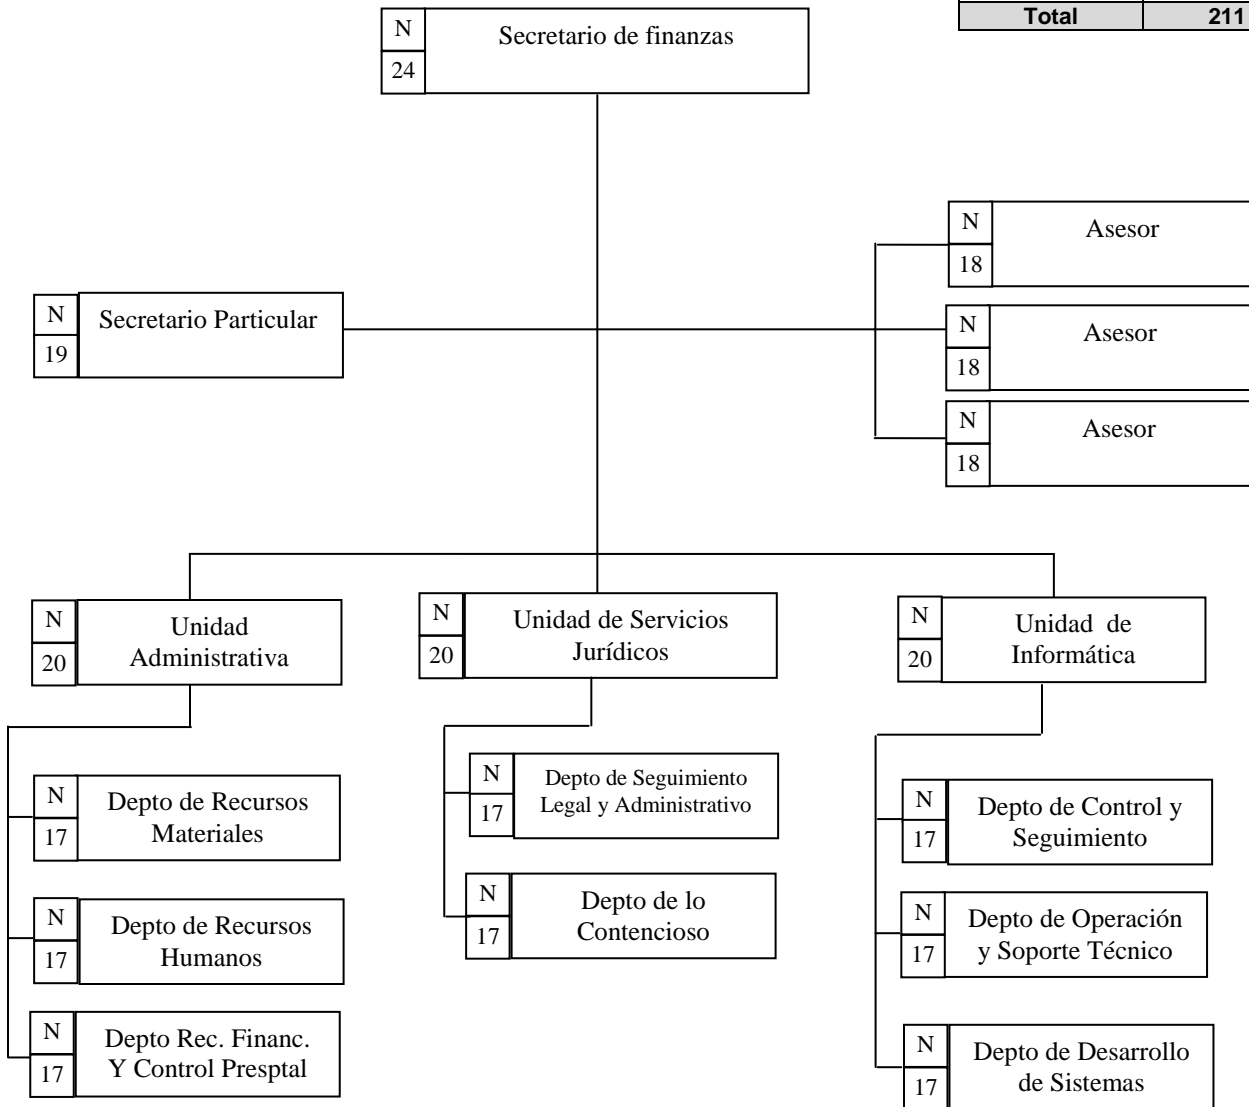 Total 211
N
24
Secretario de finanzas
N
18
Asesor
N
19
Secretario Particular
N
18
Asesor
N
18
Asesor
N
20
Unidad
Administrativa
N
20
Unidad de Servicios
Jurídicos
N
20
Unidad de
Informática
N
17
Depto de Recursos
Materiales
N
17
Depto de Recursos
Humanos
N
17
Depto Rec. Financ.
Y Control Presptal
N
17
Depto de Seguimiento
Legal y Administrativo
N
17
Depto de lo
Contencioso
N
17
Depto de Control y
Seguimiento
N
17
Depto de Operación
y Soporte Técnico
N
17
Depto de Desarrollo
de Sistemas